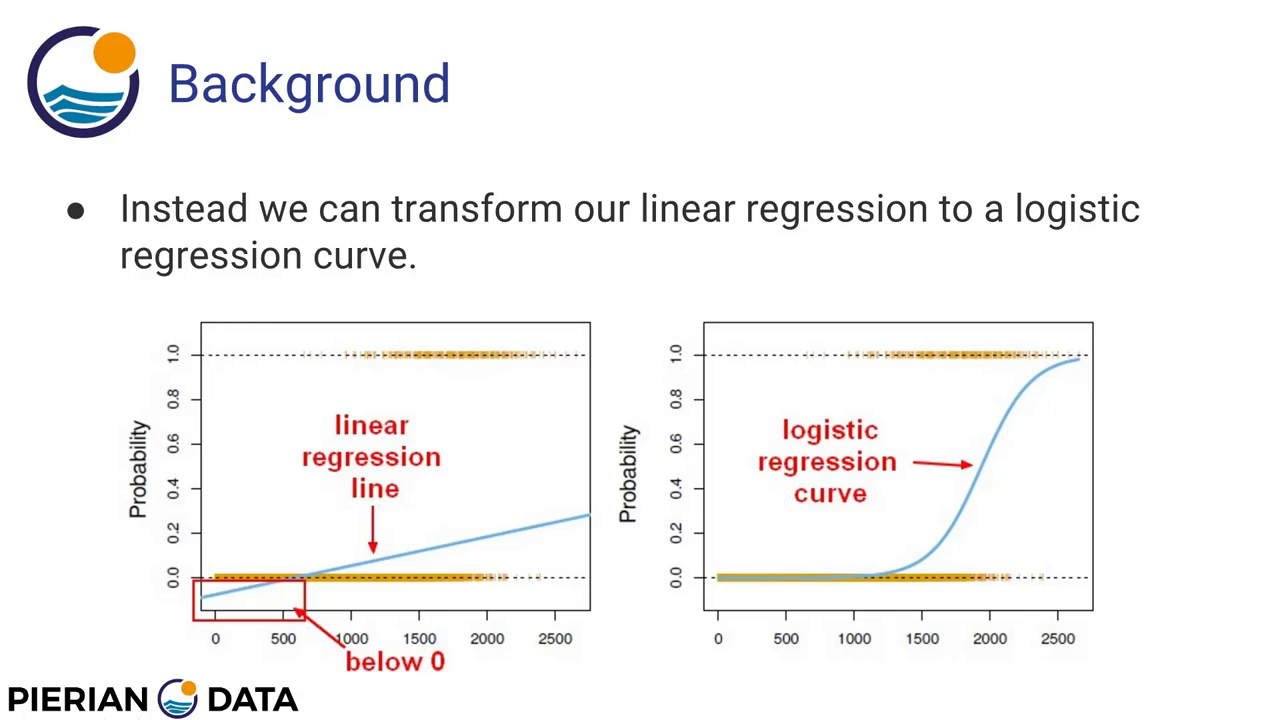 Background
● Instead we can transform our linear regression to a logistic
regression curve.
Probability
0.0 0.2 0.4 0.6 0.8 1.0
linear
regression
line
0 500 1000 1500 2000 2500
below 0
Probability
0.0 0.2 0.4 0.6 0.8 1.0
logistic
regression
curve
0 500 1000 1500 2000 2500
PIERIAN DATA